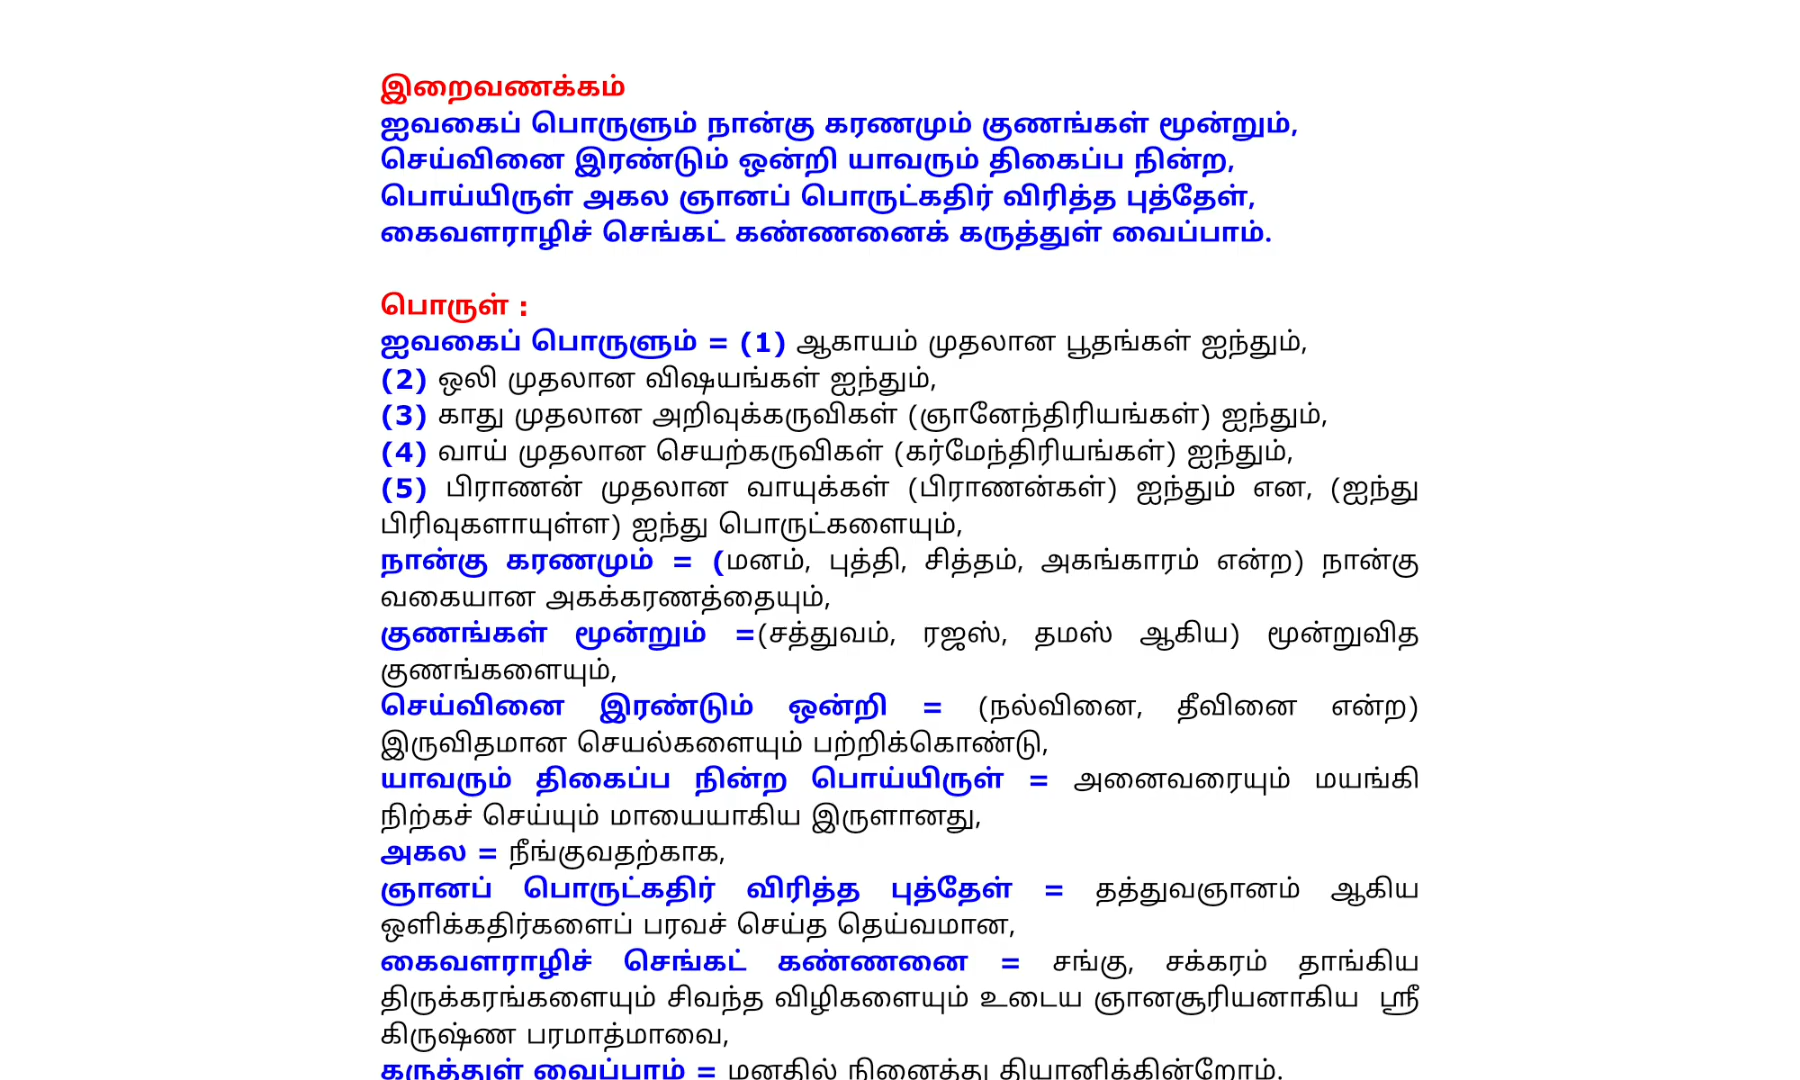 இறைவணக்கம்
ஐவகைப் பொருளும் நான்கு கரணமும் குணங்கள் மூன்றும்,
செய்வினை இரண்டும் ஒன்றி யாவரும் திகைப்ப நின்ற,
பொய்யிருள் அகல ஞானப் பொருட்கதிர் விரித்த புத்தேள்,
கைவளராழிச் செங்கட் கண்ணனைக் கருத்துள் வைப்பாம்.
பொருள் :
ஐவகைப் பொருளும் = (1) ஆகாயம் முதலான பூதங்கள் ஐந்தும்,
(2) ஒலி முதலான விஷயங்கள் ஐந்தும்,
(3) காது முதலான அறிவுக்கருவிகள் (ஞானேந்திரியங்கள்) ஐந்தும்,
(4) வாய் முதலான செயற்கருவிகள் (கர்மேந்திரியங்கள்) ஐந்தும்,
(5) பிராணன் முதலான வாயுக்கள் (பிராணன்கள்) ஐந்தும் என, (ஐந்து
பிரிவுகளாயுள்ள) ஐந்து பொருட்களையும்,
நான்கு கரணமும் = (மனம், புத்தி, சித்தம், அகங்காரம் என்ற) நான்கு
வகையான அகக்கரணத்தையும்,
குணங்கள் மூன்றும் =(சத்துவம், ரஜஸ், தமஸ் ஆகிய) மூன்றுவித
குணங்களையும்,
செய்வினை இரண்டும் ஒன்றி = (நல்வினை, தீவினை என்ற)
இருவிதமான செயல்களையும் பற்றிக்கொண்டு,
யாவரும் திகைப்ப நின்ற பொய்யிருள் = அனைவரையும் மயங்கி
நிற்கச் செய்யும் மாயையாகிய இருளானது,
அகல = நீங்குவதற்காக,
ஞானப் பொருட்கதிர் விரித்த புத்தேள் = தத்துவஞானம் ஆகிய
ஒளிக்கதிர்களைப் பரவச் செய்த தெய்வமான,
கைவளராழிச் செங்கட் கண்ணனை = சங்கு, சக்கரம் தாங்கிய
திருக்கரங்களையும் சிவந்த விழிகளையும் உடைய ஞானசூரியனாகிய ஸ்ரீ
கிருஷ்ண பரமாத்மாவை,
கருத்துள் வைப்பாம் = மனதில் நினைத்து தியானிக்கின்றோம்.